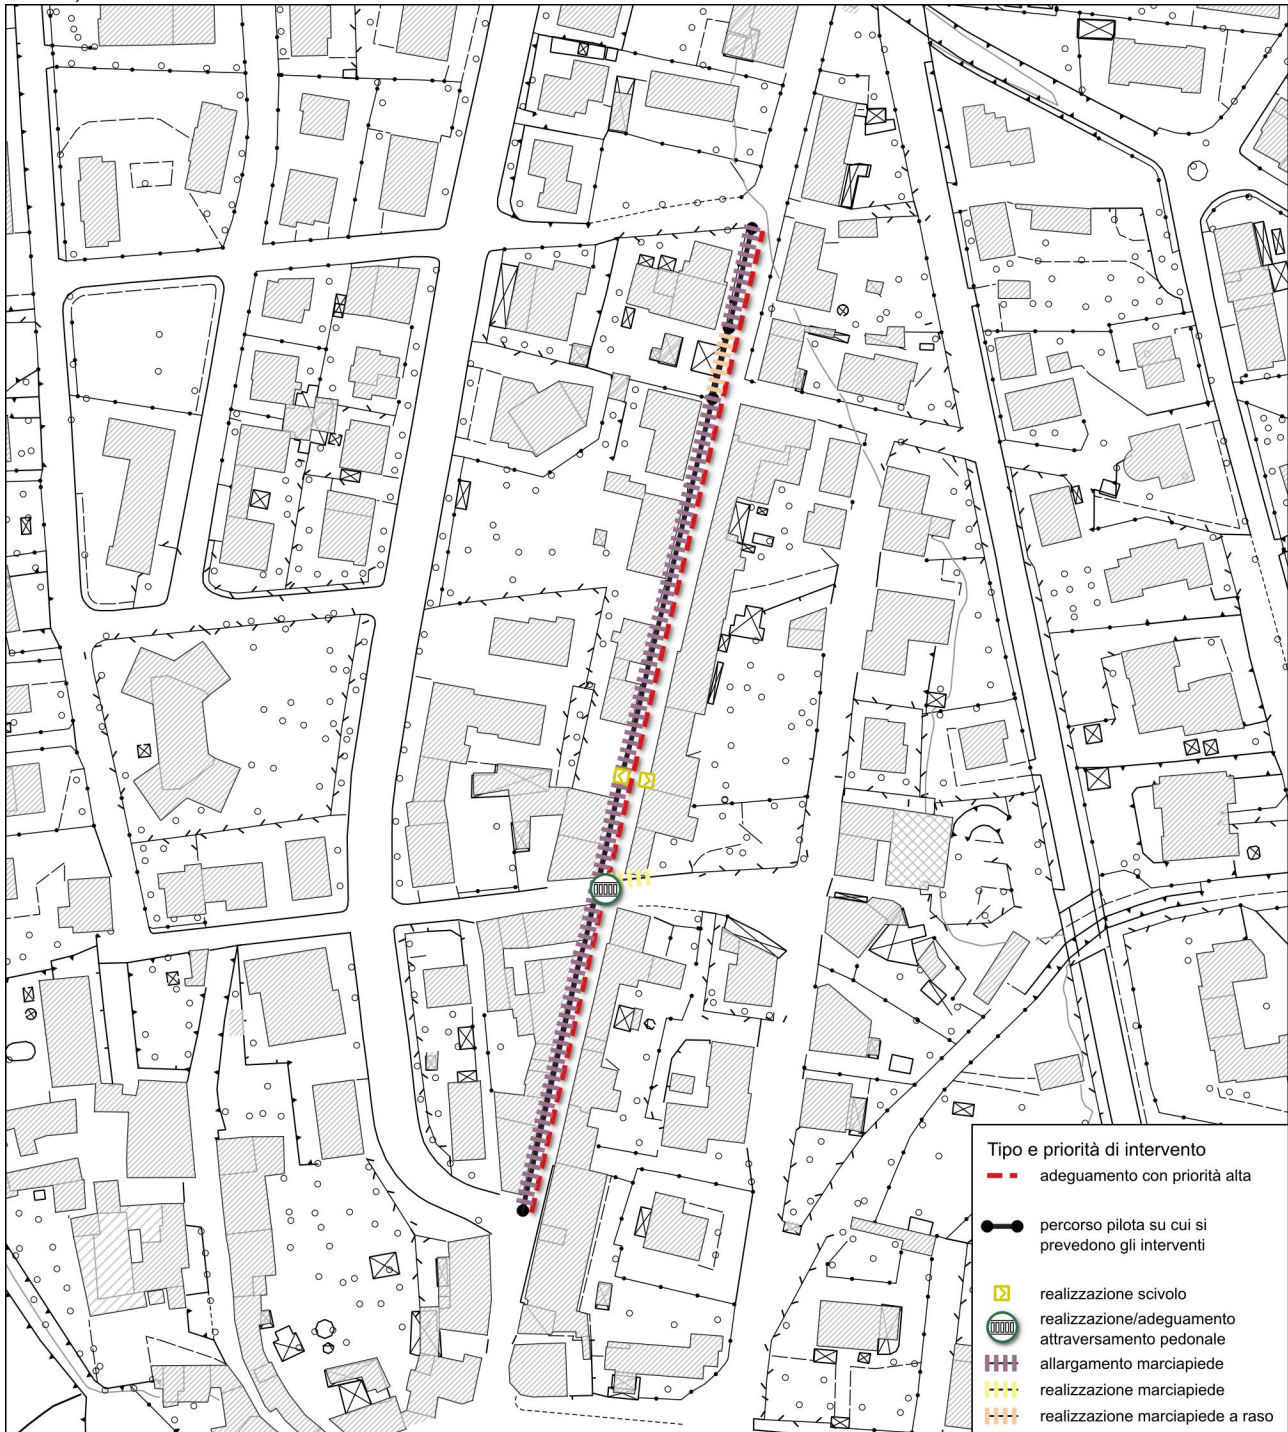 Tipo e priorità di intervento
adeguamento con priorità alta
percorso pilota su cui si
prevedono gli interventi
realizzazione scivolo
realizzazione/adeguamento
attraversamento pedonale
allargamento marciapiede
realizzazione marciapiede
realizzazione marciapiede a raso